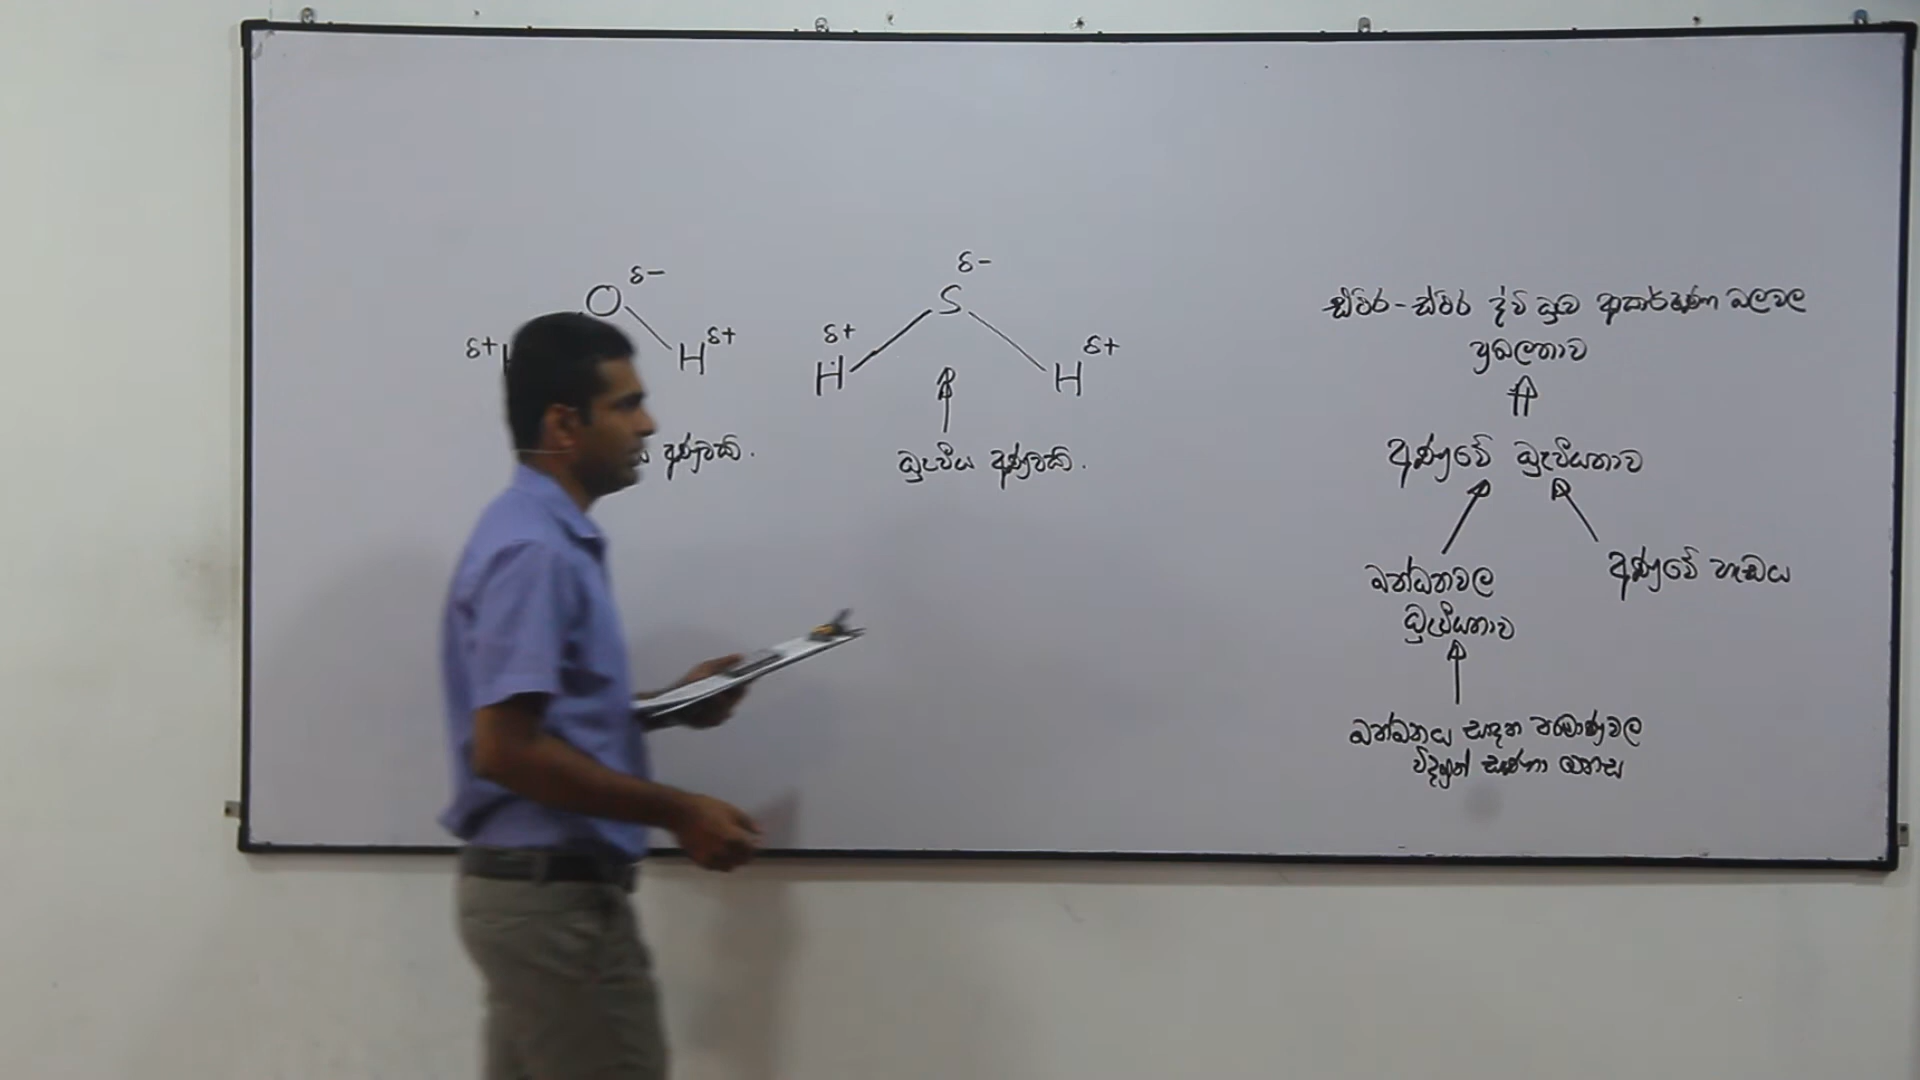 δ−
O
δ+ H
H δ+
අණුවකි.
δ−
S
δ+
H
H δ+
ධ්‍රැවීය අණුවකි.
ස්ථිර-ස්ථිර ද්වි ධ්‍රැව ආකර්ෂණ බලවල
ප්‍රබලතාව
අණුවේ ධ්‍රැවීයතාව
බන්ධනවල
ධ්‍රැවීයතාව
අණුවේ හැඩය
බන්ධනය සාදන පරමාණුවල
විද්‍යුත් සෘණතා වෙනස